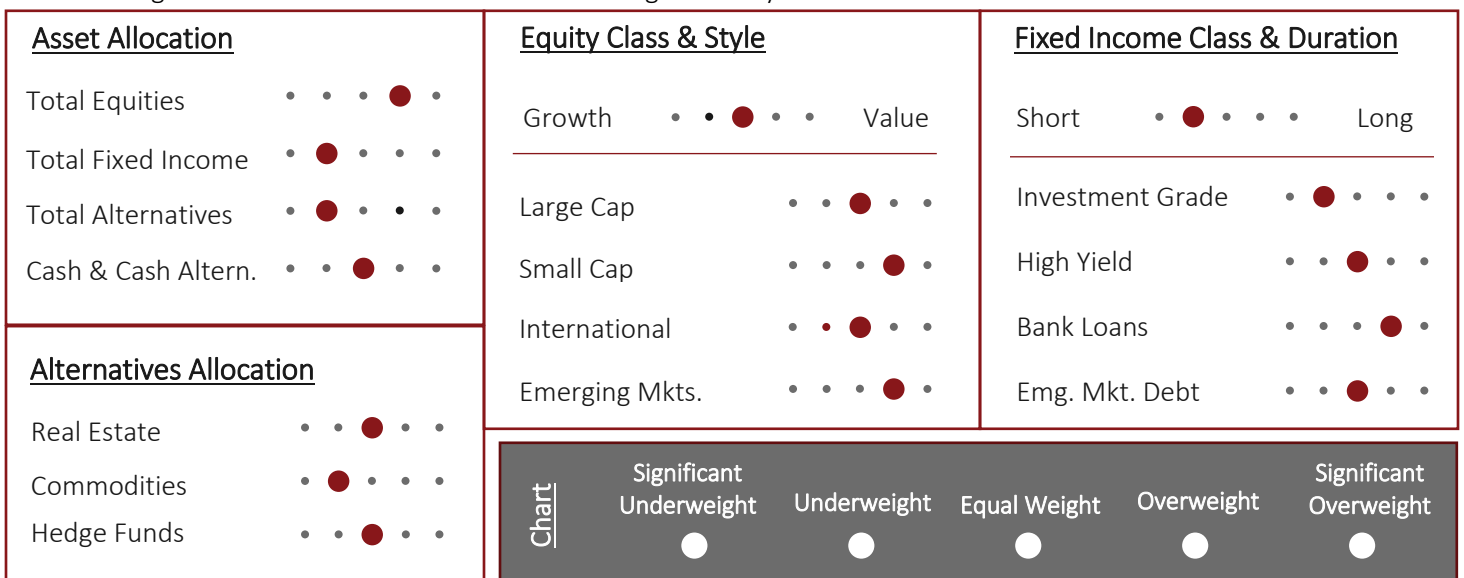 Asset Allocation
Total Equities
Total Fixed Income
Total Alternatives
Cash & Cash Altern.
Alternatives Allocation
Real Estate
Commodities
Hedge Funds
Equity Class & Style
Growth Value
Large Cap
Small Cap
International
Emerging Mkts.
Fixed Income Class & Duration
Short Long
Investment Grade
High Yield
Bank Loans
Emg. Mkt. Debt
Chart
Significant
Underweight
Underweight
Equal Weight
Overweight
Significant
Overweight